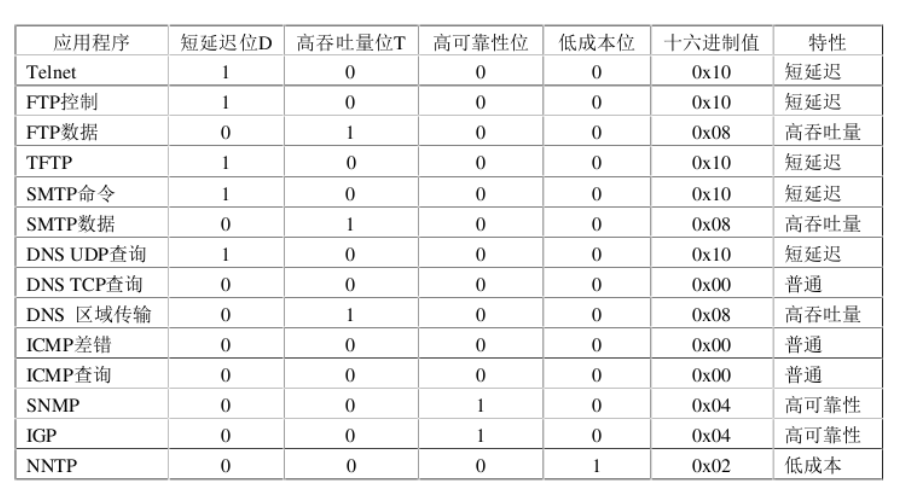 应用程序 短延迟位D 高吞吐量位T 高可靠性位 低成本位 十六进制值 特性
Telnet 1 0 0 0 0x10 短延迟
FTP控制 1 0 0 0 0x10 短延迟
FTP数据 0 1 0 0 0x08 高吞吐量
TFTP 1 0 0 0 0x10 短延迟
SMTP命令 1 0 0 0 0x10 短延迟
SMTP数据 0 1 0 0 0x08 高吞吐量
DNS UDP查询 1 0 0 0 0x10 短延迟
DNS TCP查询 0 0 0 0 0x00 普通
DNS 区域传输 0 1 0 0 0x08 高吞吐量
ICMP差错 0 0 0 0 0x00 普通
ICMP查询 0 0 0 0 0x00 普通
SNMP 0 0 1 0 0x04 高可靠性
IGP 0 0 1 0 0x04 高可靠性
NNTP 0 0 0 1 0x02 低成本